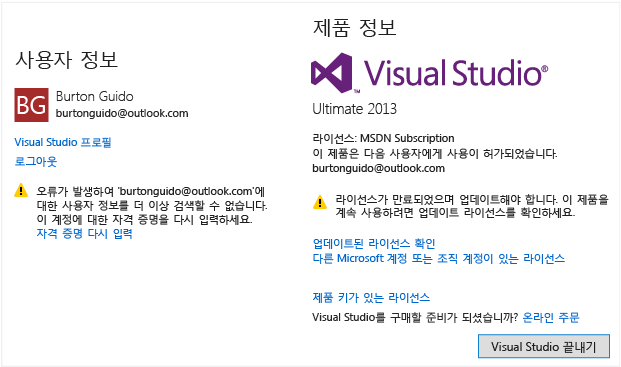 사용자 정보
BG
Burton Guido
burtonguido@outlook.com
Visual Studio 프로필
로그아웃
오류가 발생하여 'burtonguido@outlook.com'에
대한 사용자 정보를 더 이상 검색할 수 없습니다.
이 계정에 대한 자격 증명을 다시 입력하세요.
자격 증명 다시 입력
제품 정보
Visual Studio®
Ultimate 2013
라이선스: MSDN Subscription
이 제품은 다음 사용자에게 사용이 허가되었습니다.
burtonguido@outlook.com
라이선스가 만료되었으며 업데이트해야 합니다. 이 제품을
계속 사용하려면 업데이트 라이선스를 확인하세요.
업데이트된 라이선스 확인
다른 Microsoft 계정 또는 조직 계정이 있는 라이선스
제품 키가 있는 라이선스
Visual Studio를 구매할 준비가 되셨습니까? 온라인 주문
Visual Studio 끝내기